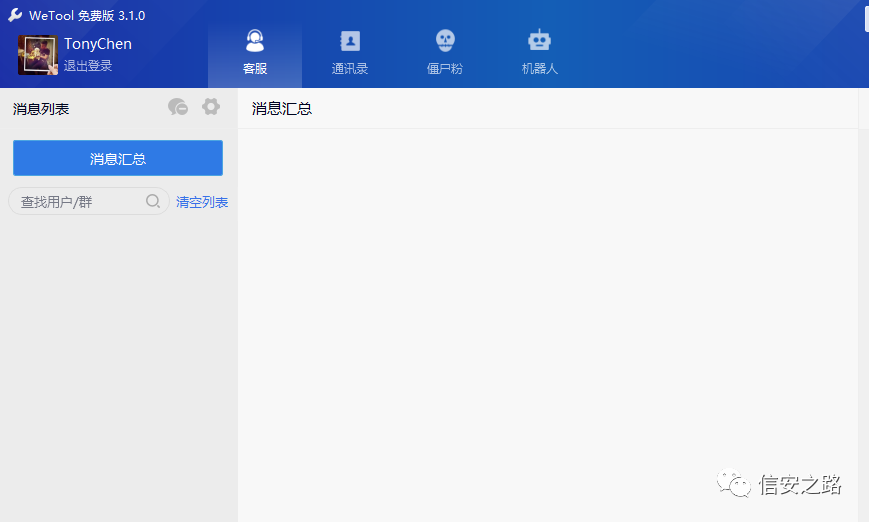 WeTool 免费版 3.1.0
TonyChen
退出登录
客服
通讯录
僵尸粉
机器人
消息列表
消息汇总
消息汇总
查找用户/群
清空列表
信安之路